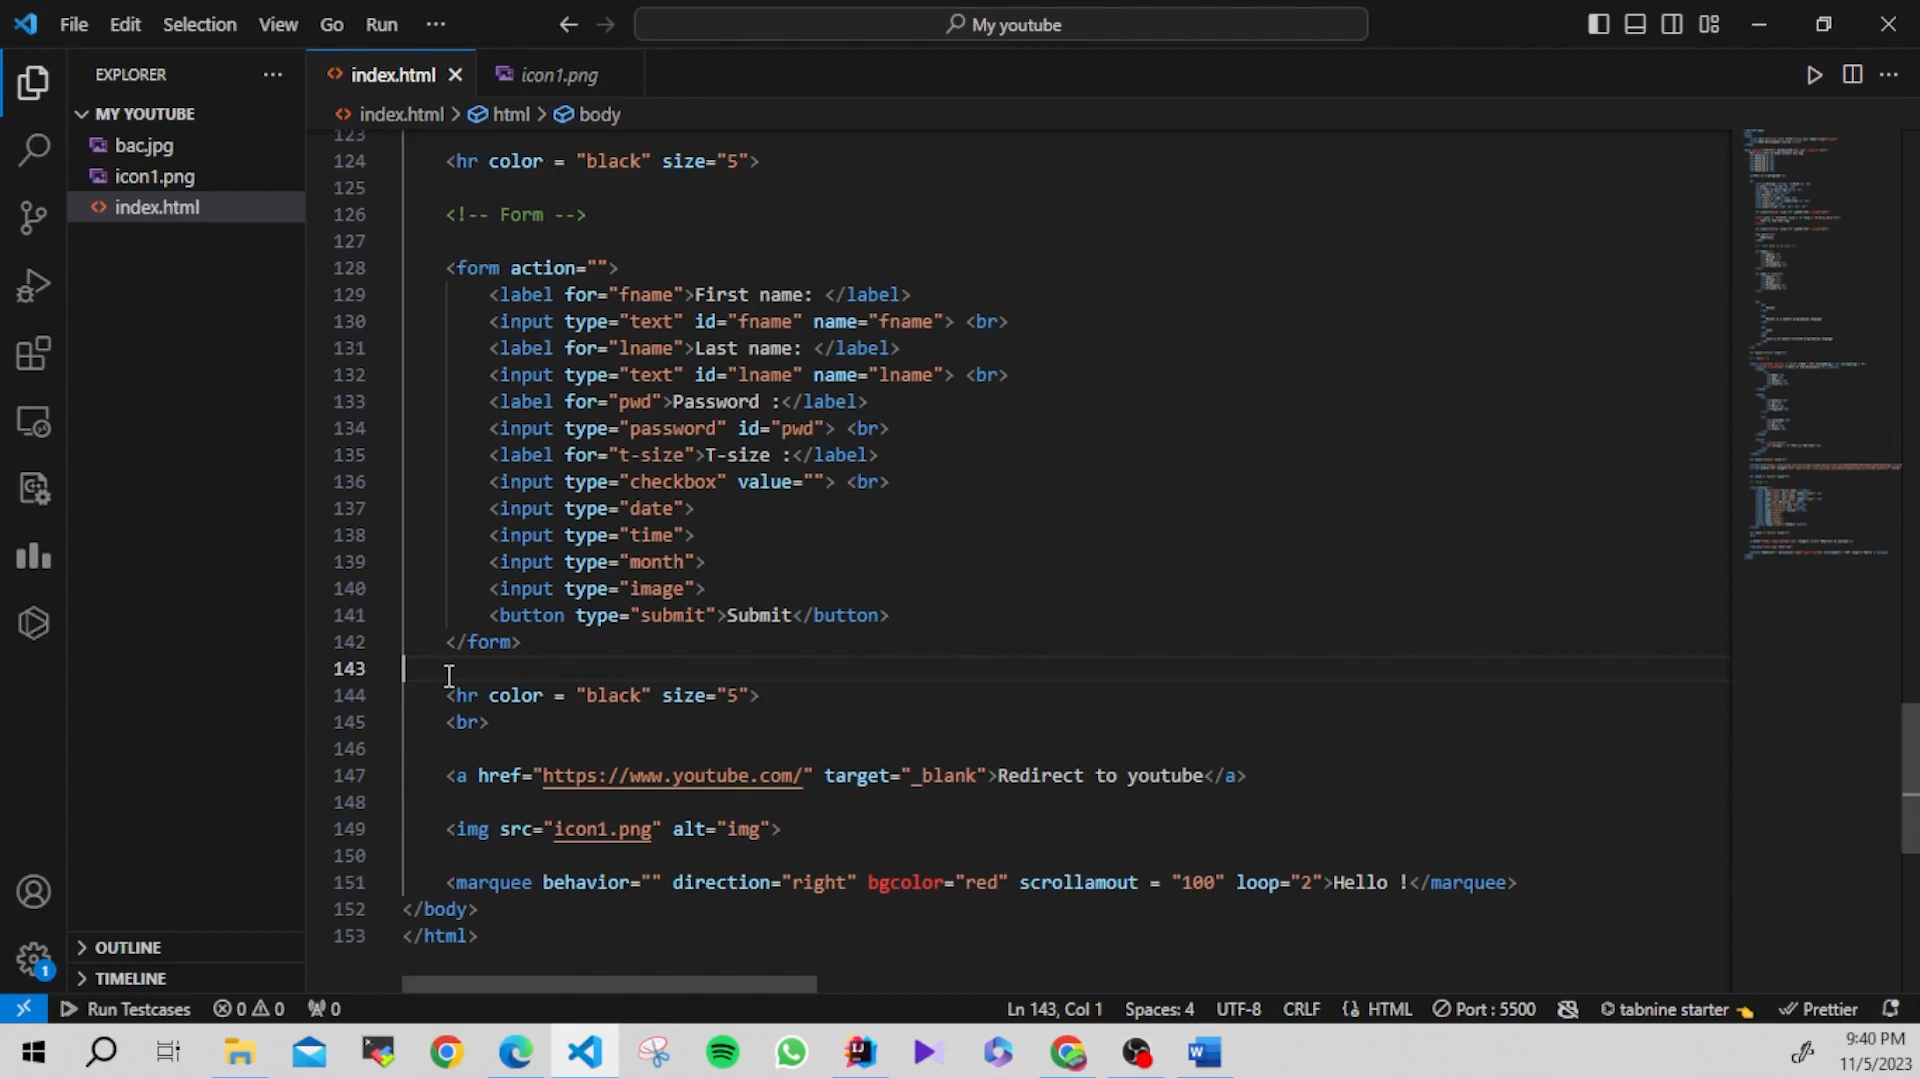 File Edit Selection View Go Run ··· My youtube
EXPLORER ··· index.html icon1.png
MY YOUTUBE index.html > html > body
bac.jpg
icon1.png
index.html
123
124 <hr color = "black" size="5">
125
126 <!-- Form -->
127
128 <form action="">
129 <label for="fname">First name: </label>
130 <input type="text" id="fname" name="fname"> <br>
131 <label for="lname">Last name: </label>
132 <input type="text" id="lname" name="lname"> <br>
133 <label for="pwd">Password :</label>
134 <input type="password" id="pwd"> <br>
135 <label for="t-size">T-size :</label>
136 <input type="checkbox" value=""> <br>
137 <input type="date">
138 <input type="time">
139 <input type="month">
140 <input type="image">
141 <button type="submit">Submit</button>
142 </form>
143
144 <hr color = "black" size="5">
145 <br>
146
147 <a href="https://www.youtube.com/" target="_blank">Redirect to youtube</a>
148
149 <img src="icon1.png" alt="img">
150
151 <marquee behavior="" direction="right" bgcolor="red" scrollamout = "100" loop="2">Hello !</marquee>
152 </body>
153 </html>
OUTLINE
TIMELINE
1
Run Testcases 0 0 0 Ln 143, Col 1 Spaces: 4 UTF-8 CRLF {} HTML Port : 5500 tabnine starter Prettier
9:40 PM
11/5/2023